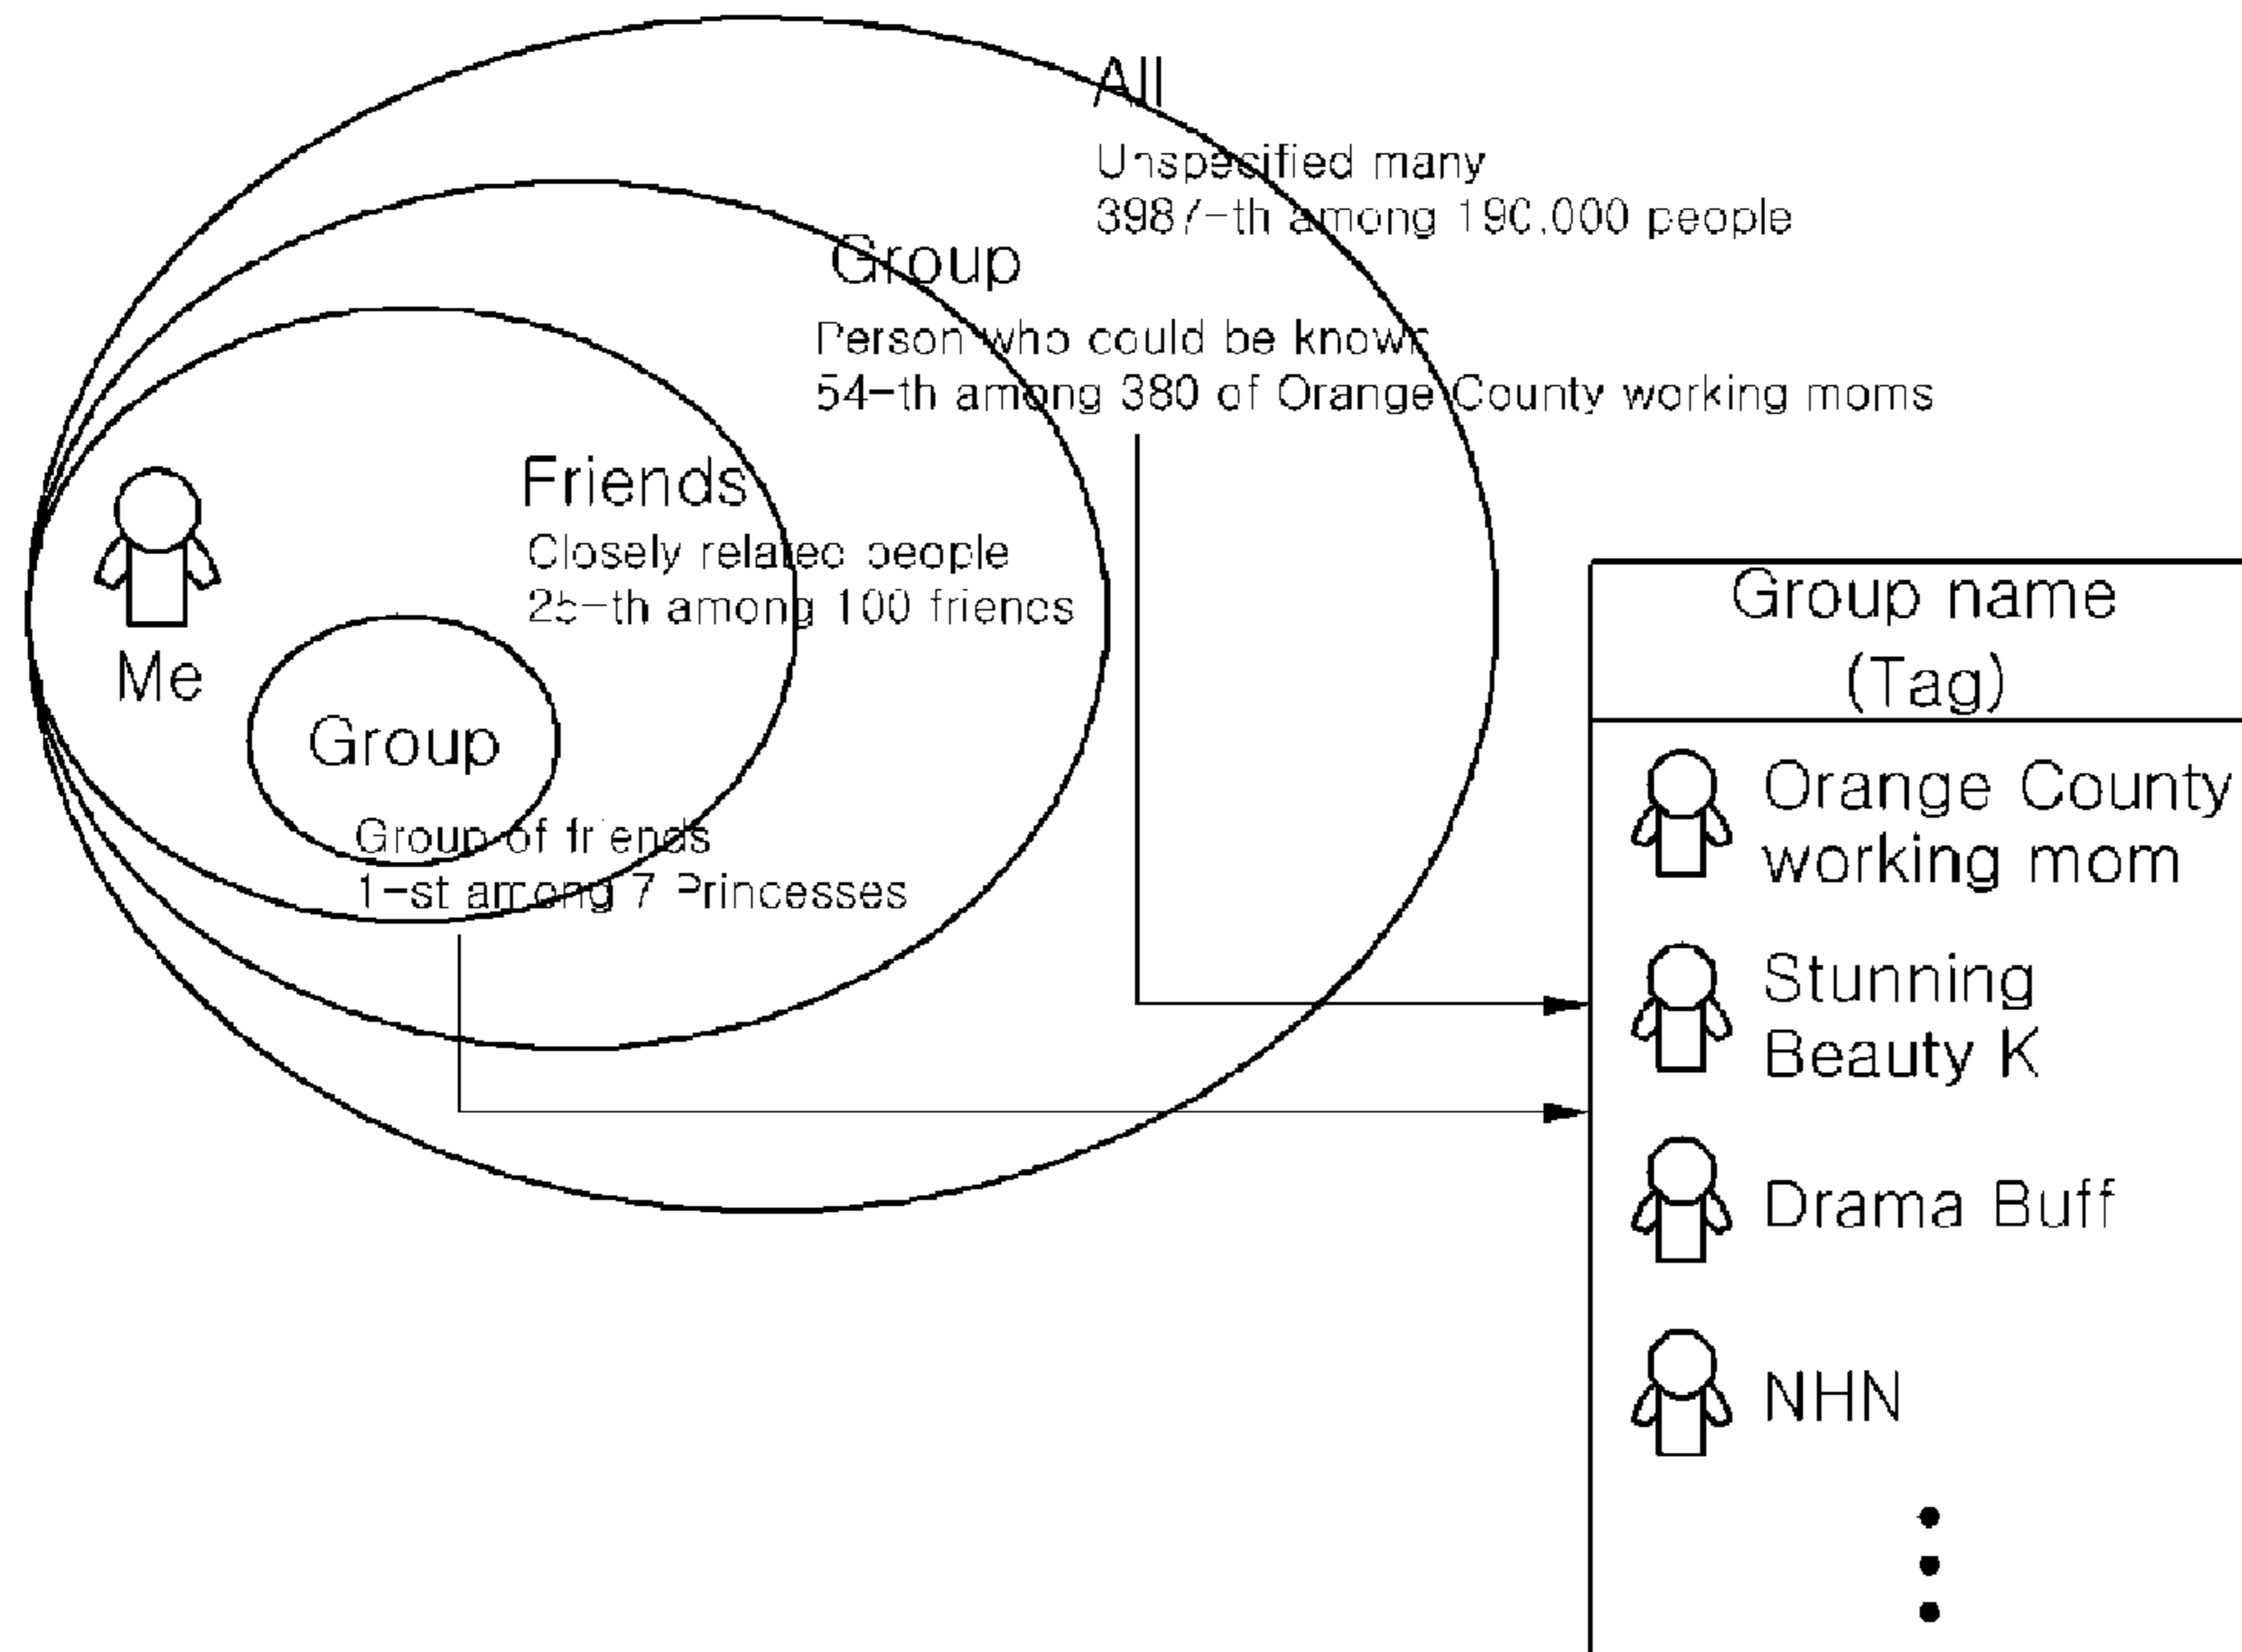 All
Unspecified many
3987-th among 190,000 people
Group
Person who could be known
54-th among 380 of Orange County working moms
Friends
Closely related people
25-th among 100 friends
Me
Group
Group of friends
1-st among 7 Princesses
Group name
(Tag)
Orange County
working mom
Stunning
Beauty K
Drama Buff
NHN